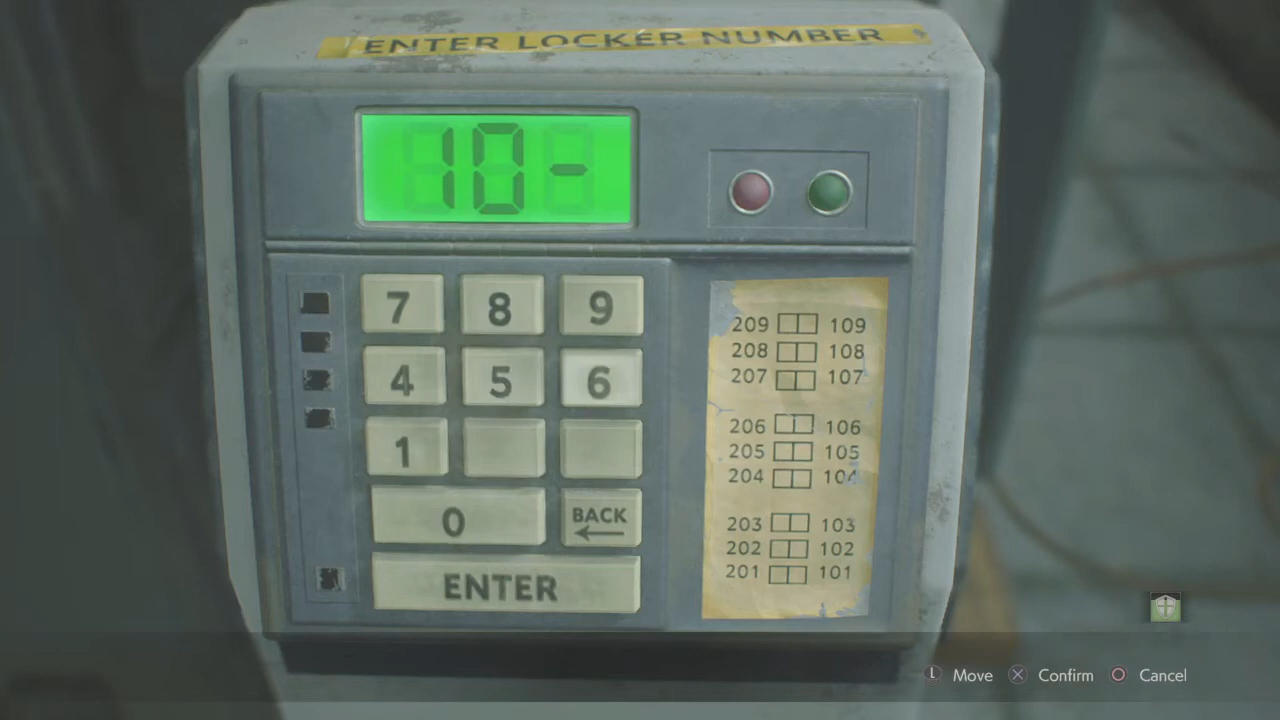 ENTER LOCKER NUMBER
10-
7 8 9
4 5 6
1
0 BACK
ENTER
209 109
208 108
207 107
206 106
205 105
204 104
203 103
202 102
201 101
L Move Confirm Cancel